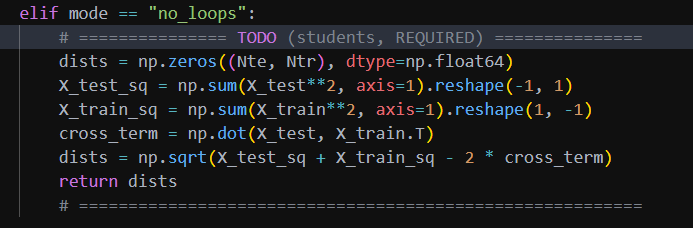 elif mode == "no_loops":
# =============== TODO (students, REQUIRED) ===============
dists = np.zeros((Nte, Ntr), dtype=np.float64)
X_test_sq = np.sum(X_test**2, axis=1).reshape(-1, 1)
X_train_sq = np.sum(X_train**2, axis=1).reshape(1, -1)
cross_term = np.dot(X_test, X_train.T)
dists = np.sqrt(X_test_sq + X_train_sq - 2 * cross_term)
return dists
# =========================================================